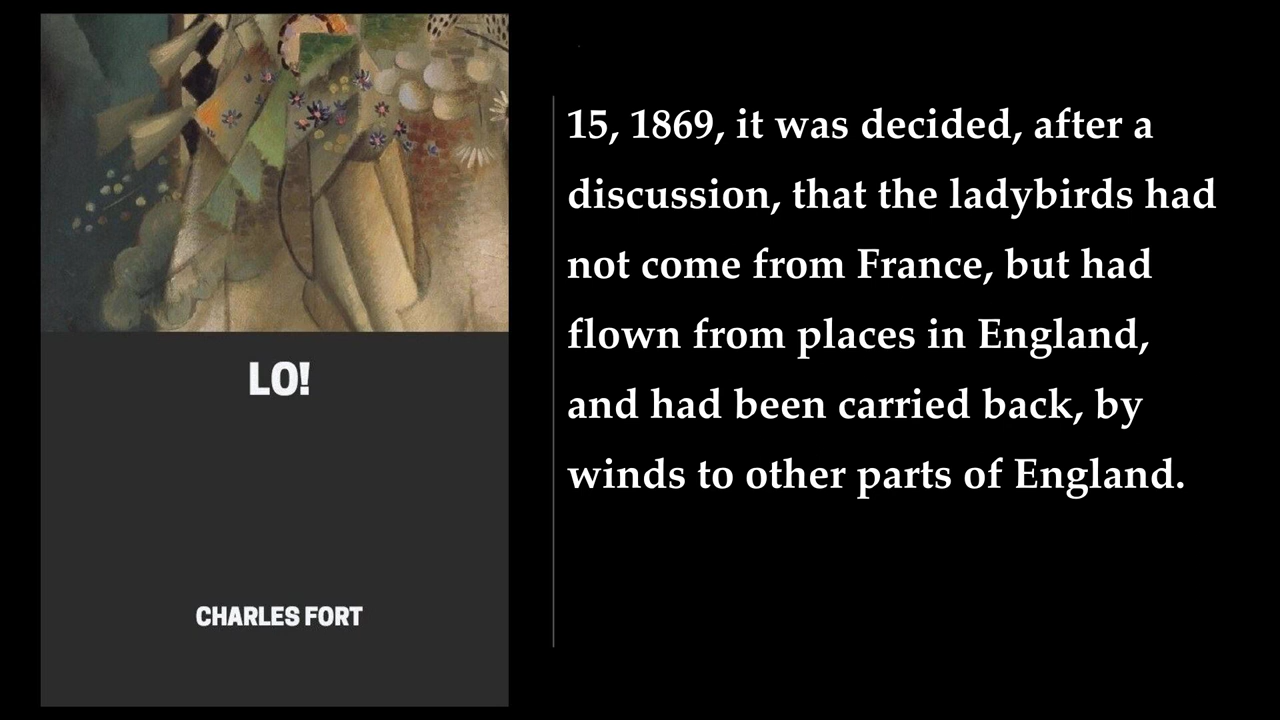 LO!
CHARLES FORT
15, 1869, it was decided, after a
discussion, that the ladybirds had
not come from France, but had
flown from places in England,
and had been carried back, by
winds to other parts of England.